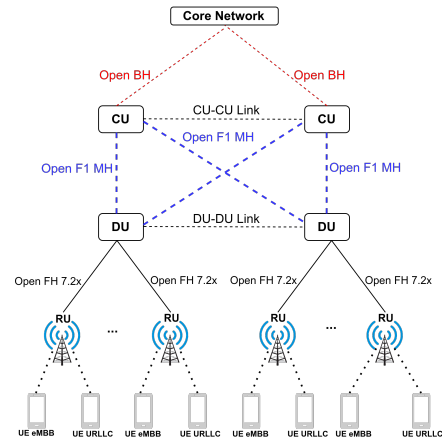 Core Network
Open BH
Open BH
CU
CU-CU Link
CU
Open F1 MH
Open F1 MH
Open F1 MH
DU
DU-DU Link
DU
Open FH 7.2x
Open FH 7.2x
Open FH 7.2x
Open FH 7.2x
RU
...
RU
RU
...
RU
UE eMBB
UE URLLC
UE eMBB
UE URLLC
UE eMBB
UE URLLC
UE eMBB
UE URLLC